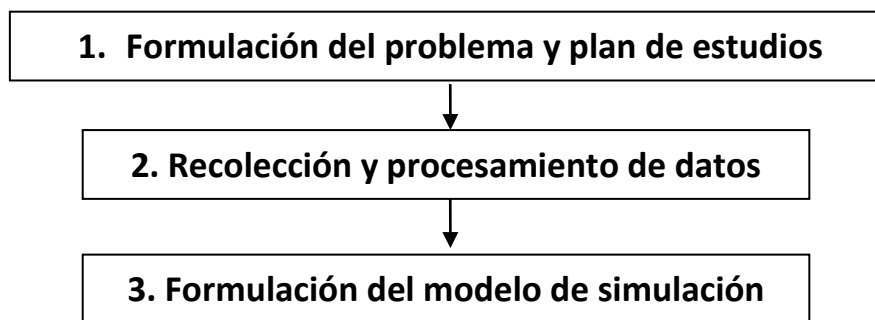 1. Formulación del problema y plan de estudios
2. Recolección y procesamiento de datos
3. Formulación del modelo de simulación